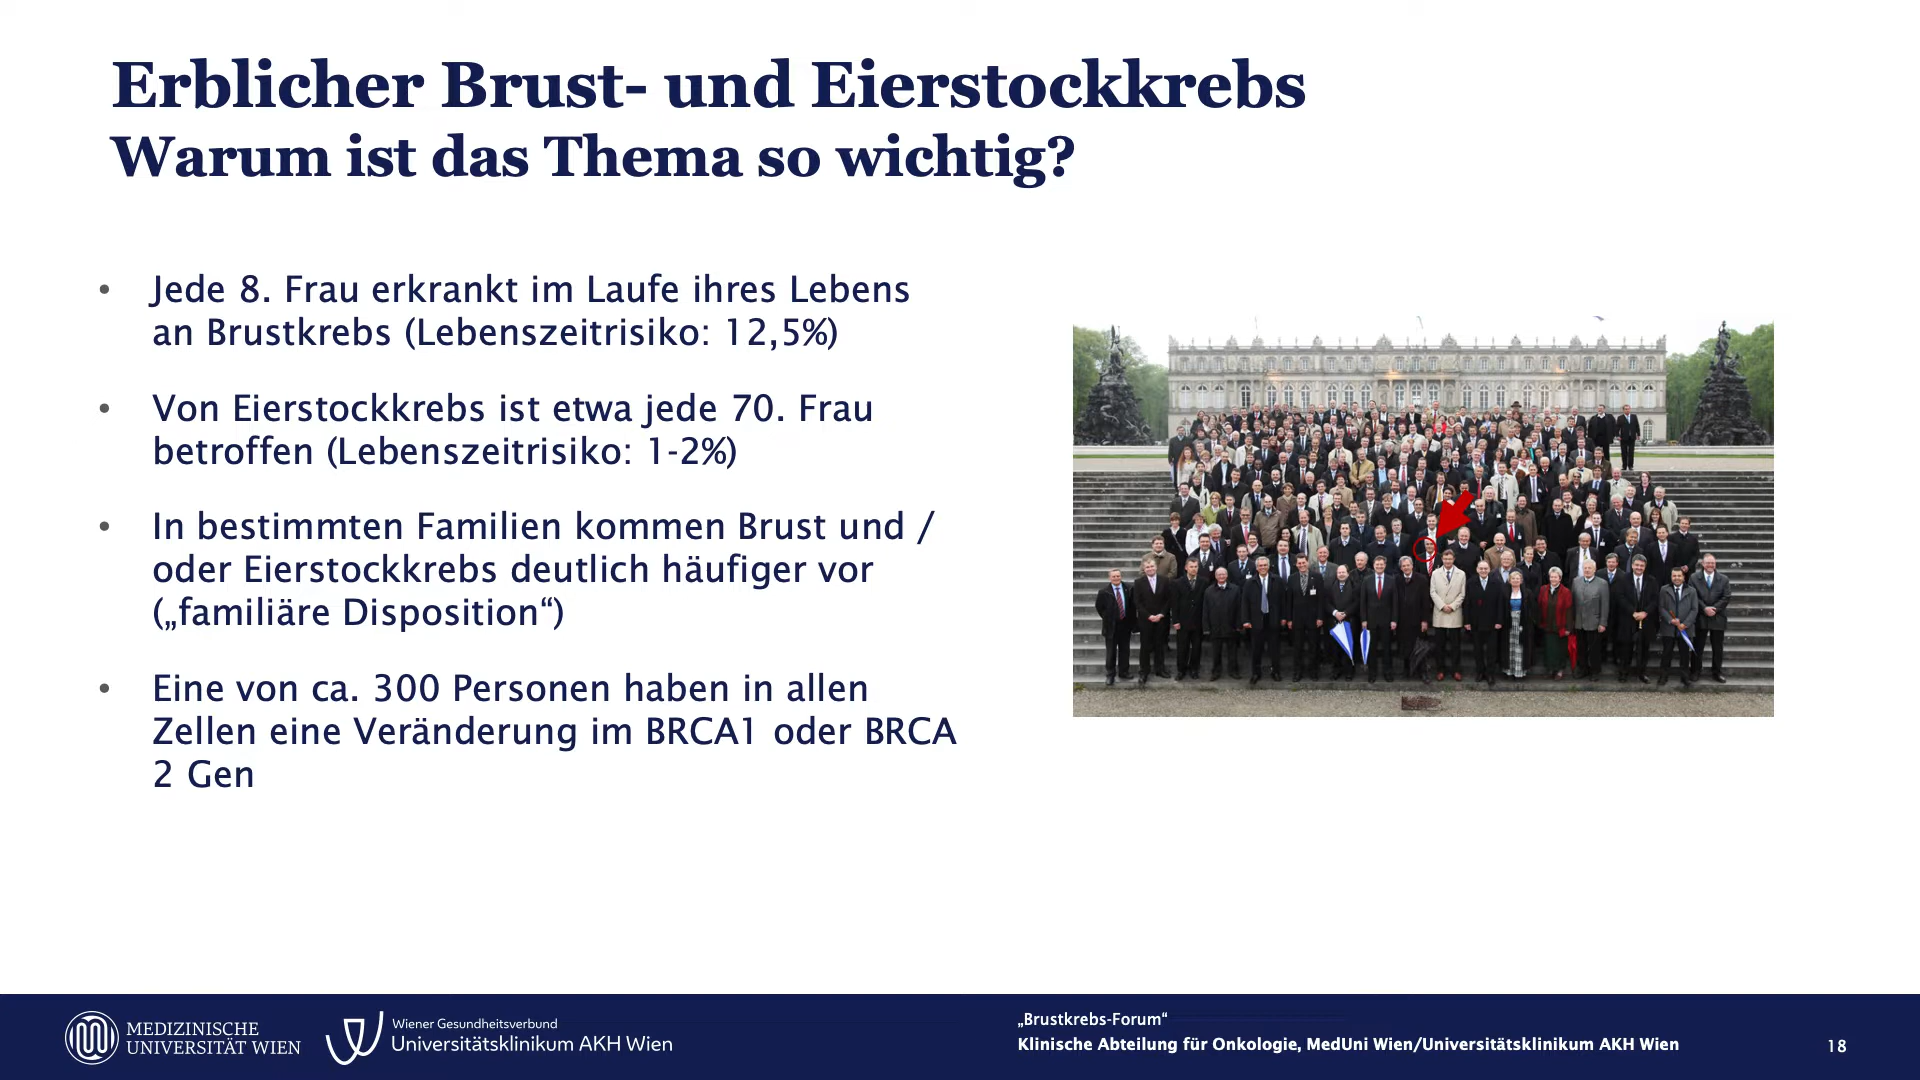 Erblicher Brust- und Eierstockkrebs
Warum ist das Thema so wichtig?
• Jede 8. Frau erkrankt im Laufe ihres Lebens
an Brustkrebs (Lebenszeitrisiko: 12,5%)
• Von Eierstockkrebs ist etwa jede 70. Frau
betroffen (Lebenszeitrisiko: 1-2%)
• In bestimmten Familien kommen Brust und /
oder Eierstockkrebs deutlich häufiger vor
(„familiäre Disposition“)
• Eine von ca. 300 Personen haben in allen
Zellen eine Veränderung im BRCA1 oder BRCA
2 Gen
MEDIZINISCHE
UNIVERSITÄT WIEN
Wiener Gesundheitsverbund
Universitätsklinikum AKH Wien
„Brustkrebs-Forum“
Klinische Abteilung für Onkologie, MedUni Wien/Universitätsklinikum AKH Wien
18